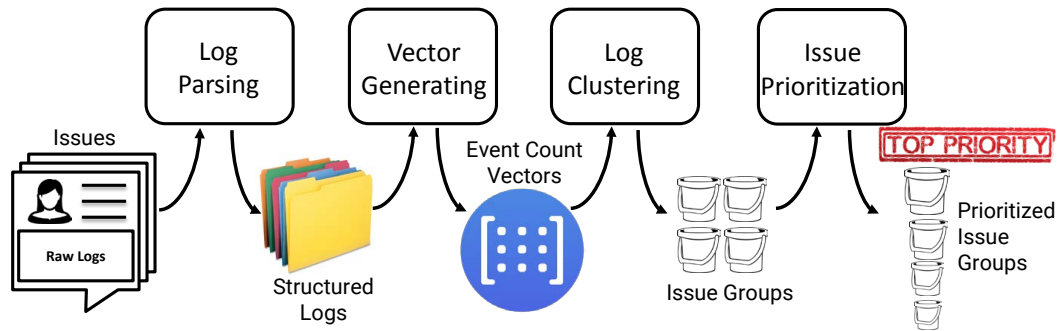 Log
Parsing
Vector
Generating
Log
Clustering
Issue
Prioritization
Issues
Raw Logs
Structured
Logs
Event Count
Vectors
Issue Groups
TOP PRIORITY
Prioritized
Issue
Groups